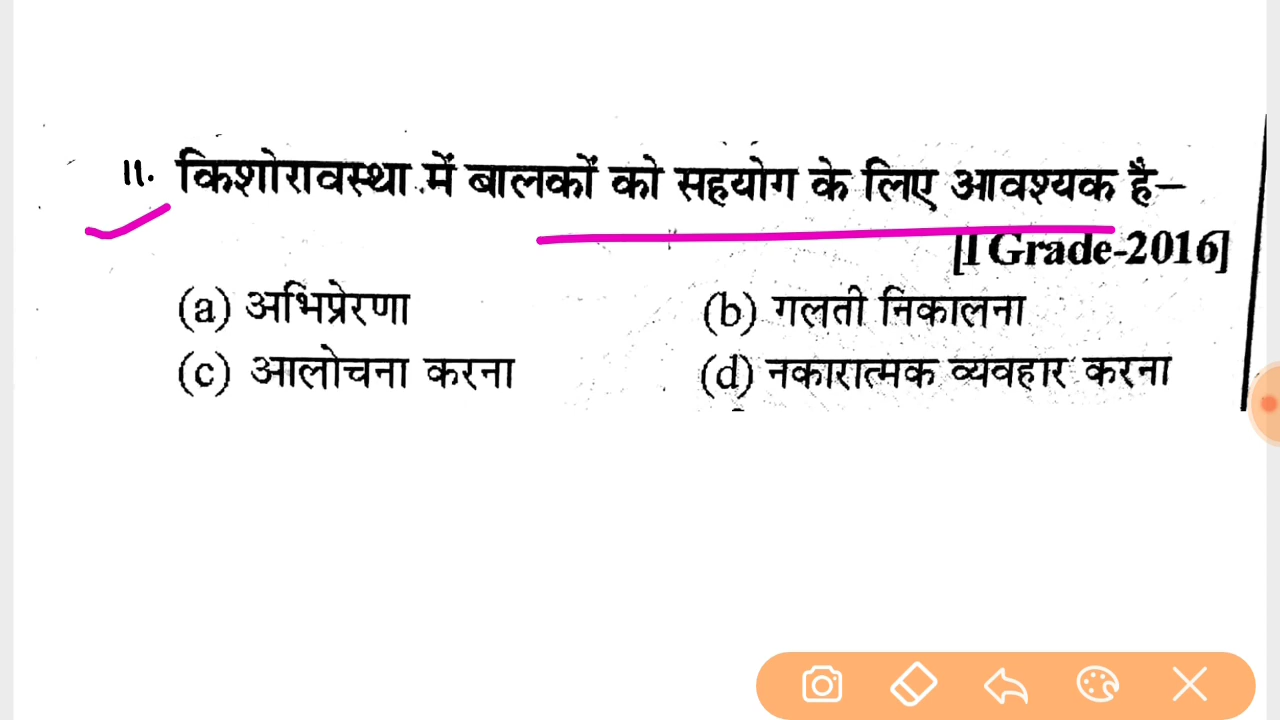 11. किशोरावस्था में बालकों को सहयोग के लिए आवश्यक है–
[I Grade-2016]
(a) अभिप्रेरणा (b) गलती निकालना
(c) आलोचना करना (d) नकारात्मक व्यवहार करना